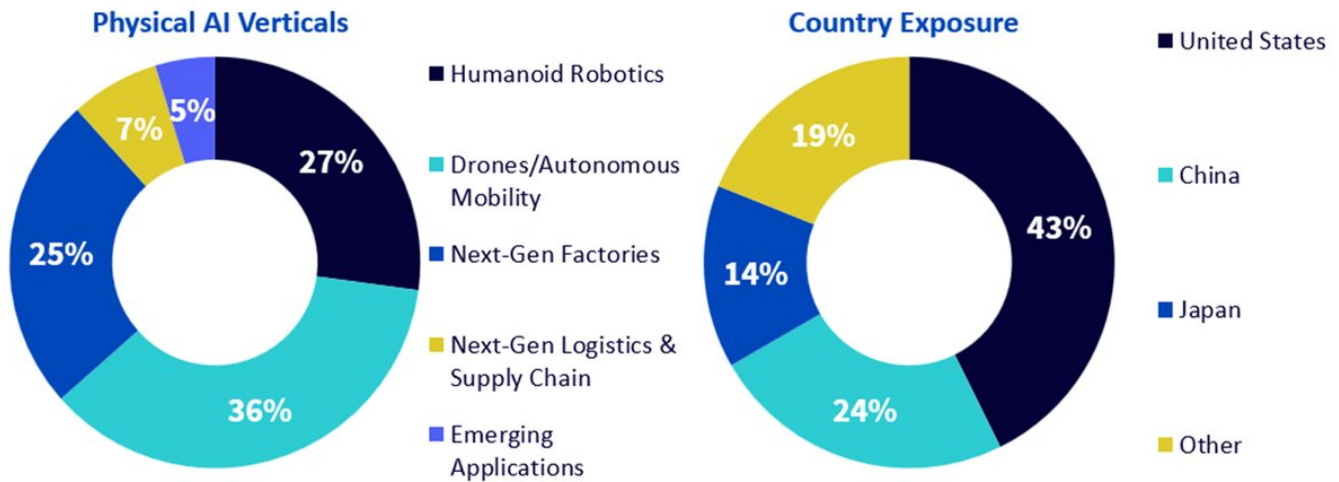 Physical AI Verticals
27%
36%
25%
7%
5%
Humanoid Robotics
Drones/Autonomous
Mobility
Next-Gen Factories
Next-Gen Logistics &
Supply Chain
Emerging
Applications
Country Exposure
43%
24%
14%
19%
United States
China
Japan
Other